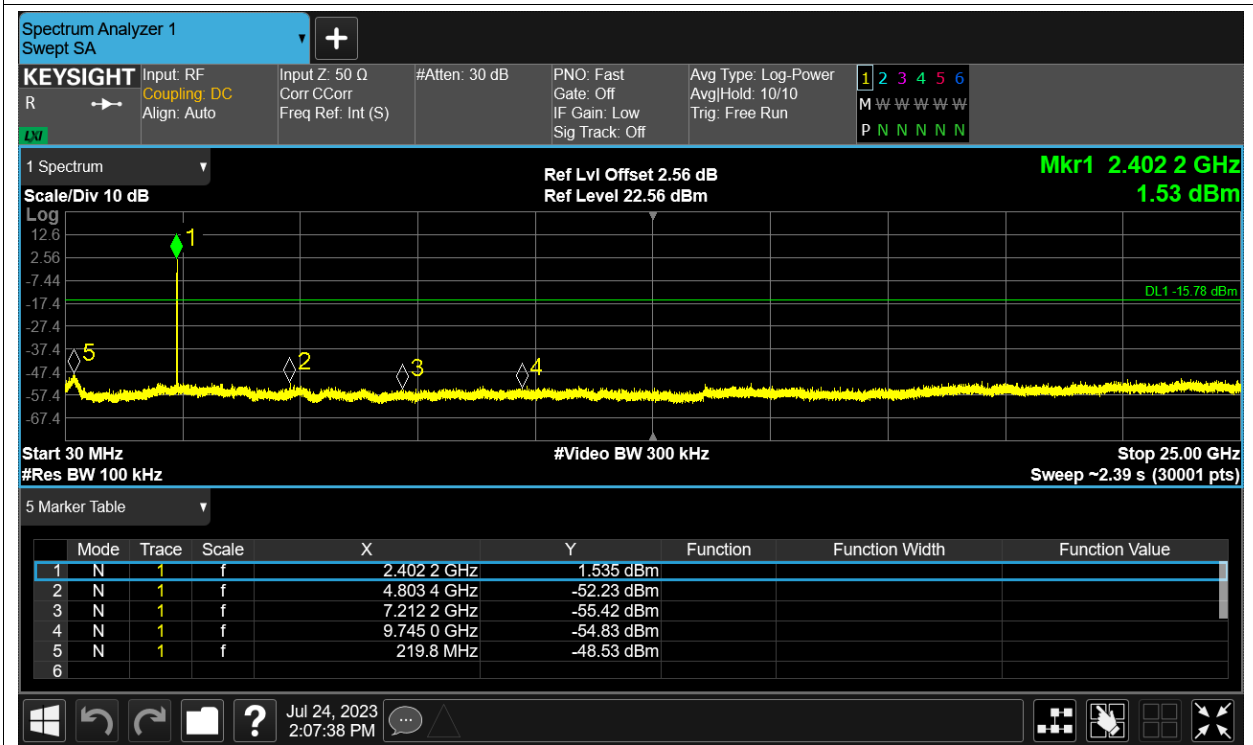 Spectrum Analyzer 1
Swept SA
+
KEYSIGHT Input: RF Input Z: 50 Ω #Atten: 30 dB PNO: Fast Avg Type: Log-Power 1 2 3 4 5 6
R Coupling: DC Corr CCorr Gate: Off Avg|Hold: 10/10 M W W W W W
Align: Auto Freq Ref: Int (S) IF Gain: Low Trig: Free Run
LXI Sig Track: Off P N N N N N
1 Spectrum Ref Lvl Offset 2.56 dB Mkr1 2.402 2 GHz
Scale/Div 10 dB Ref Level 22.56 dBm 1.53 dBm
Log
12.6 1
2.56
-7.44
DL1 -15.78 dBm
-17.4
-27.4
-37.4 5 2 3 4
-47.4
-57.4
-67.4
Start 30 MHz #Video BW 300 kHz Stop 25.00 GHz
#Res BW 100 kHz Sweep ~2.39 s (30001 pts)
5 Marker Table
Mode Trace Scale X Y Function Function Width Function Value
1 N 1 f 2.402 2 GHz 1.535 dBm
2 N 1 f 4.803 4 GHz -52.23 dBm
3 N 1 f 7.212 2 GHz -55.42 dBm
4 N 1 f 9.745 0 GHz -54.83 dBm
5 N 1 f 219.8 MHz -48.53 dBm
6
? Jul 24, 2023
2:07:38 PM